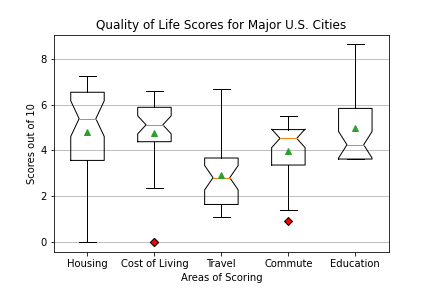 Quality of Life Scores for Major U.S. Cities
Scores out of 10
8
6
4
2
0
Housing Cost of Living Travel Commute Education
Areas of Scoring